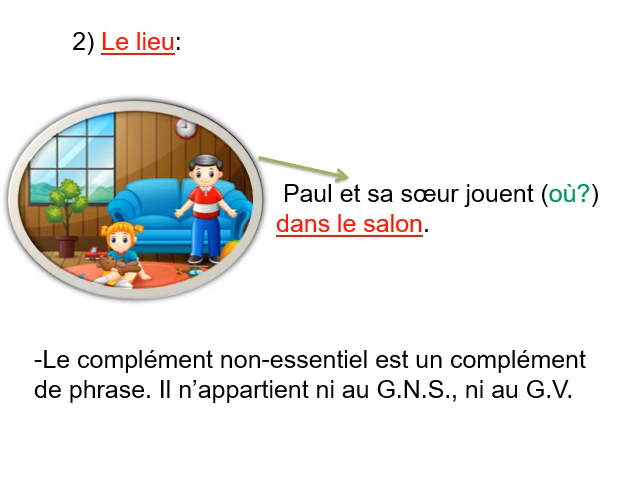 2) Le lieu:
Paul et sa sœur jouent (où?)
dans le salon.
-Le complément non-essentiel est un complément
de phrase. Il n’appartient ni au G.N.S., ni au G.V.